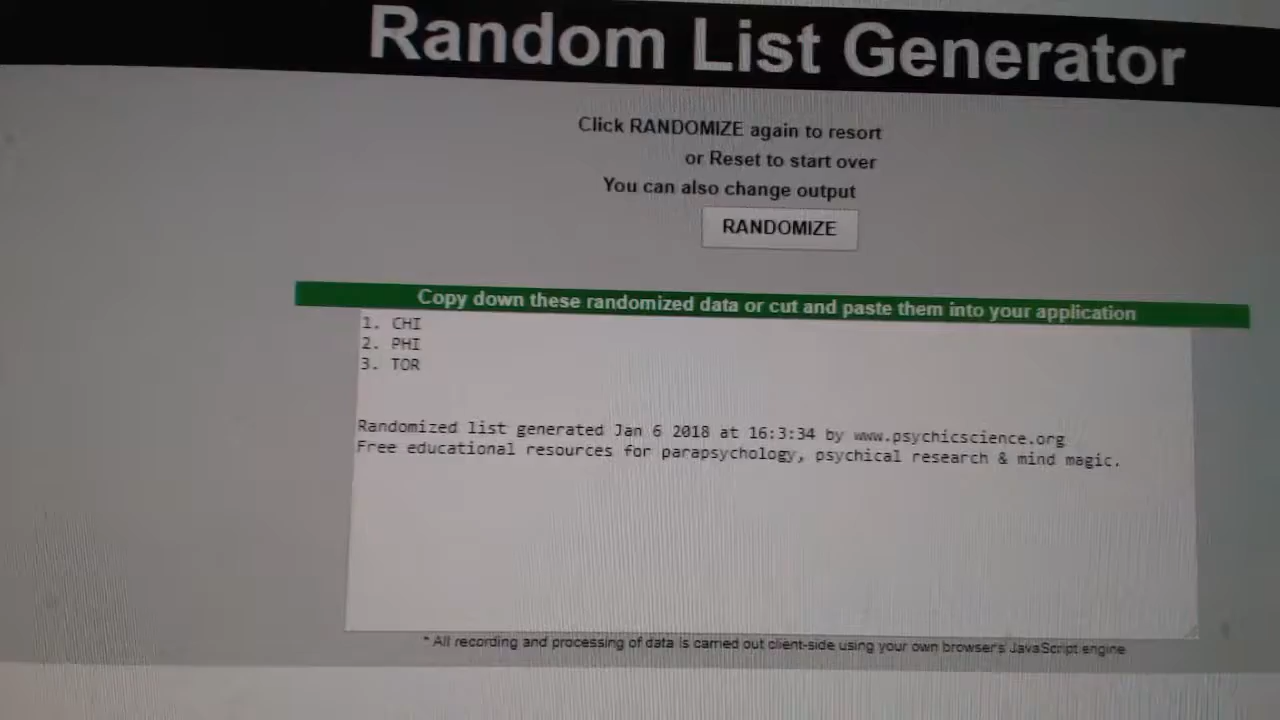 Random List Generator
Click RANDOMIZE again to resort
or Reset to start over
You can also change output
RANDOMIZE
Copy down these randomized data or cut and paste them into your application
1. CHI
2. PHI
3. TOR
Randomized list generated Jan 6 2018 at 16:3:34 by www.psychicscience.org
Free educational resources for parapsychology, psychical research & mind magic.
* All recording and processing of data is carried out client-side using your own browser's JavaScript engine